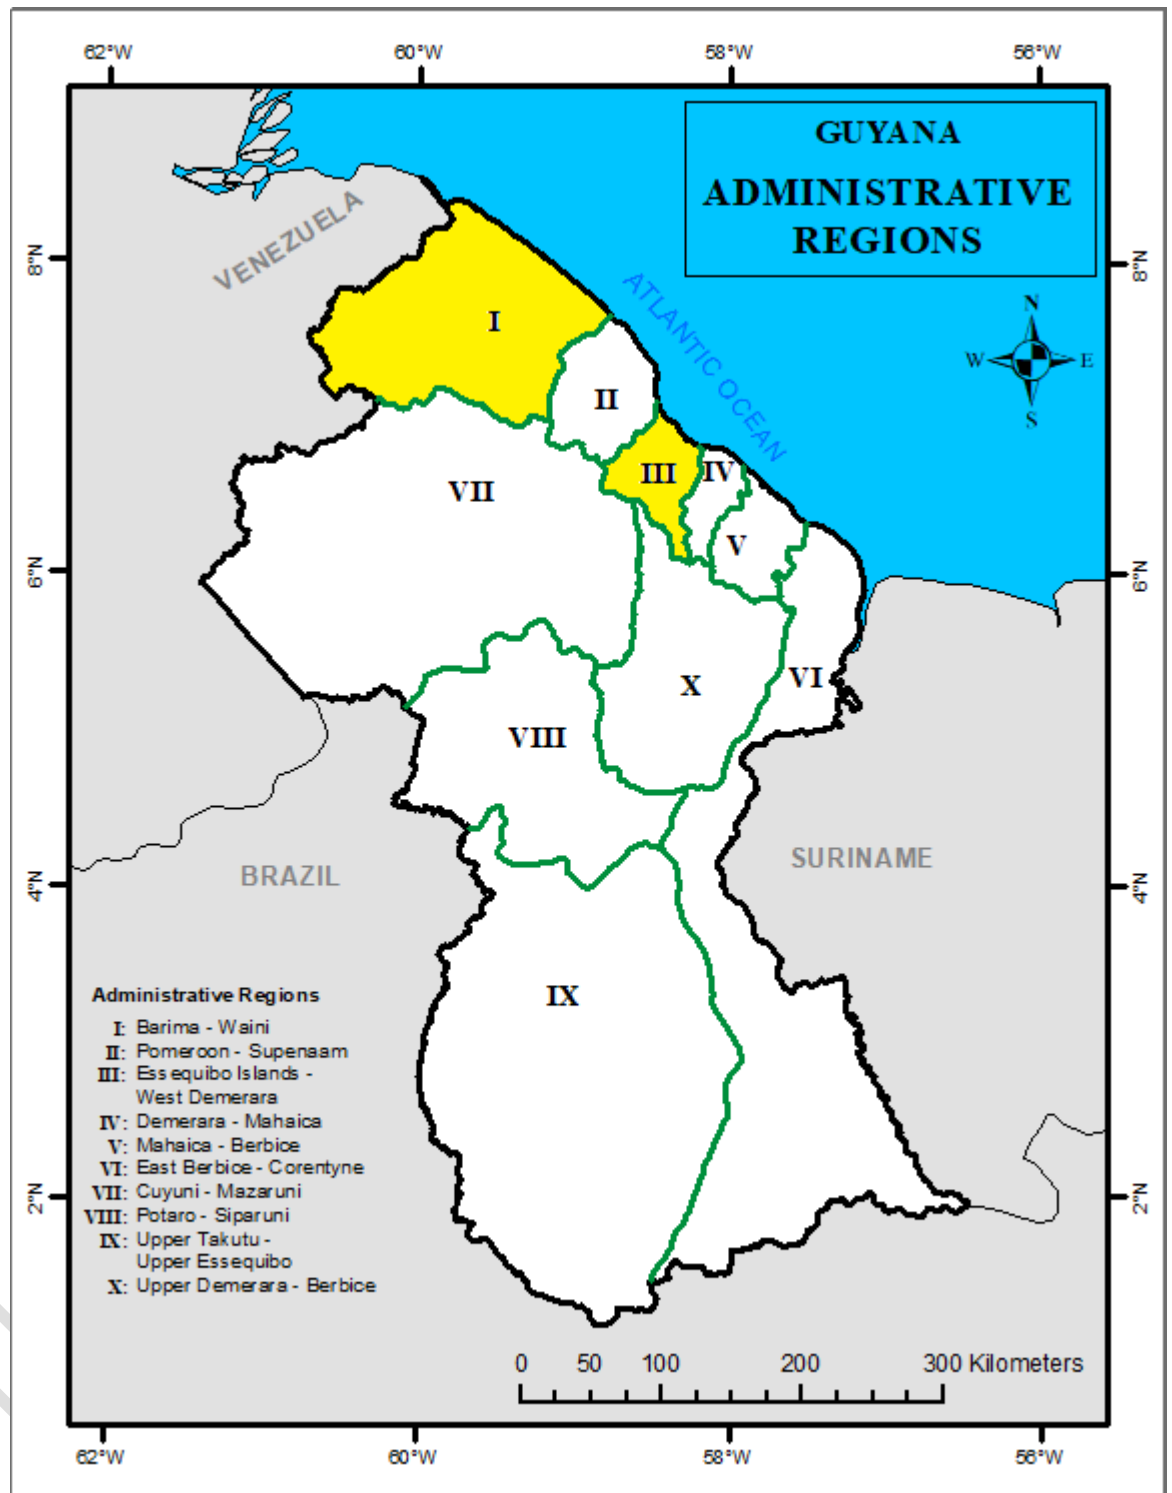 62°W 60°W 58°W 56°W
GUYANA
ADMINISTRATIVE
REGIONS
VENEZUELA
8°N
8°N
ATLANTIC OCEAN
N
W E
S
I
II
III
IV
V
VII
6°N
6°N
VI
X
VIII
BRAZIL
SURINAME
4°N
4°N
IX
Administrative Regions
I: Barima - Waini
II: Pomeroon - Supenaam
III: Essequibo Islands -
West Demerara
IV: Demerara - Mahaica
V: Mahaica - Berbice
VI: East Berbice - Corentyne
VII: Cuyuni - Mazaruni
VIII: Potaro - Siparuni
IX: Upper Takutu -
Upper Essequibo
X: Upper Demerara - Berbice
2°N
2°N
0 50 100 200 300 Kilometers
62°W 60°W 58°W 56°W